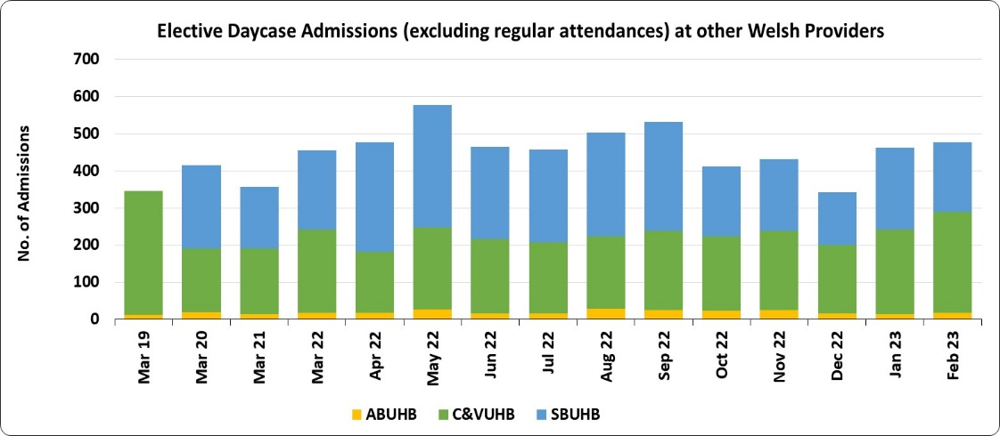 Elective Daycase Admissions (excluding regular attendances) at other Welsh Providers
No. of Admissions
700
600
500
400
300
200
100
0
Mar 19
Mar 20
Mar 21
Mar 22
Apr 22
May 22
Jun 22
Jul 22
Aug 22
Sep 22
Oct 22
Nov 22
Dec 22
Jan 23
Feb 23
ABUHB C&VUHB SBUHB